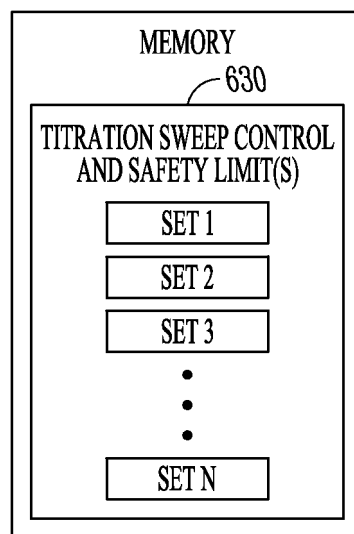 MEMORY
630
TITRATION SWEEP CONTROL
AND SAFETY LIMIT(S)
SET 1
SET 2
SET 3
SET N